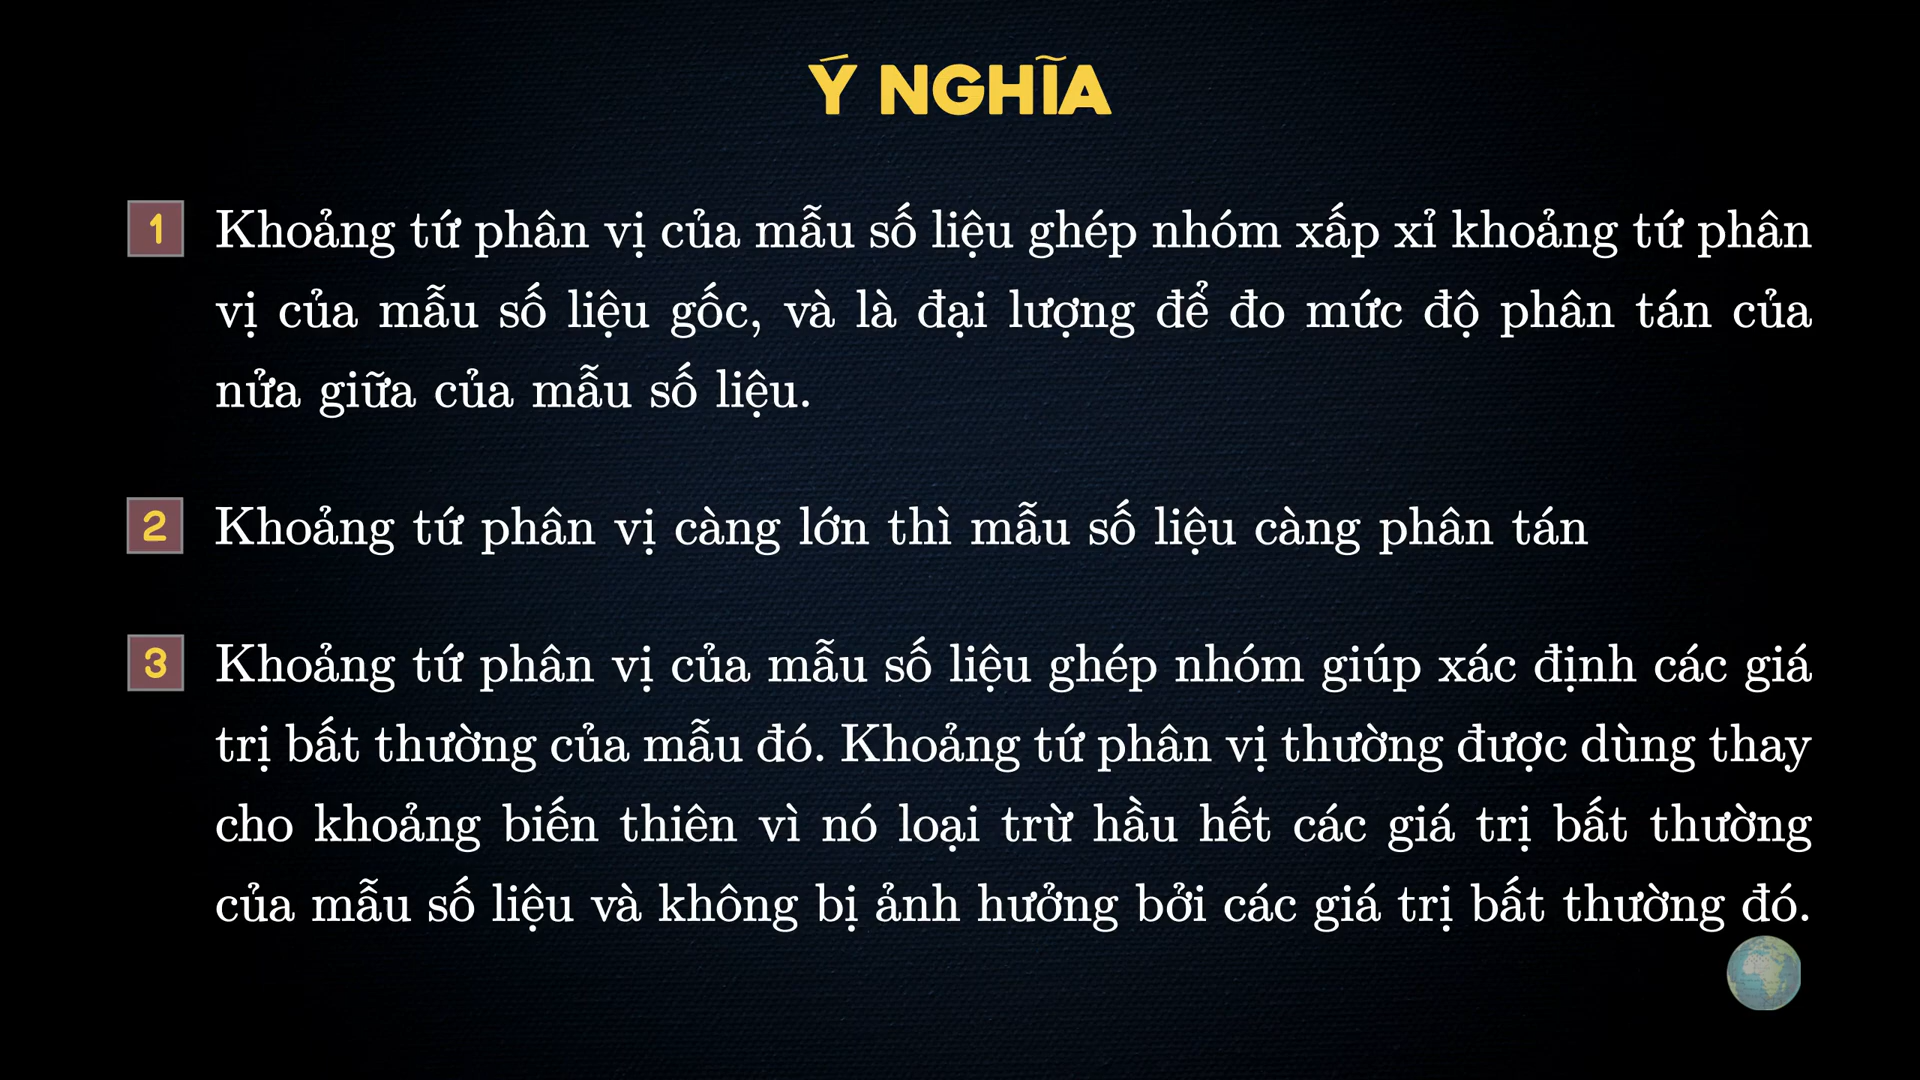 Ý NGHĨA
1 Khoảng tứ phân vị của mẫu số liệu ghép nhóm xấp xỉ khoảng tứ phân
vị của mẫu số liệu gốc, và là đại lượng để đo mức độ phân tán của
nửa giữa của mẫu số liệu.
2 Khoảng tứ phân vị càng lớn thì mẫu số liệu càng phân tán
3 Khoảng tứ phân vị của mẫu số liệu ghép nhóm giúp xác định các giá
trị bất thường của mẫu đó. Khoảng tứ phân vị thường được dùng thay
cho khoảng biến thiên vì nó loại trừ hầu hết các giá trị bất thường
của mẫu số liệu và không bị ảnh hưởng bởi các giá trị bất thường đó.